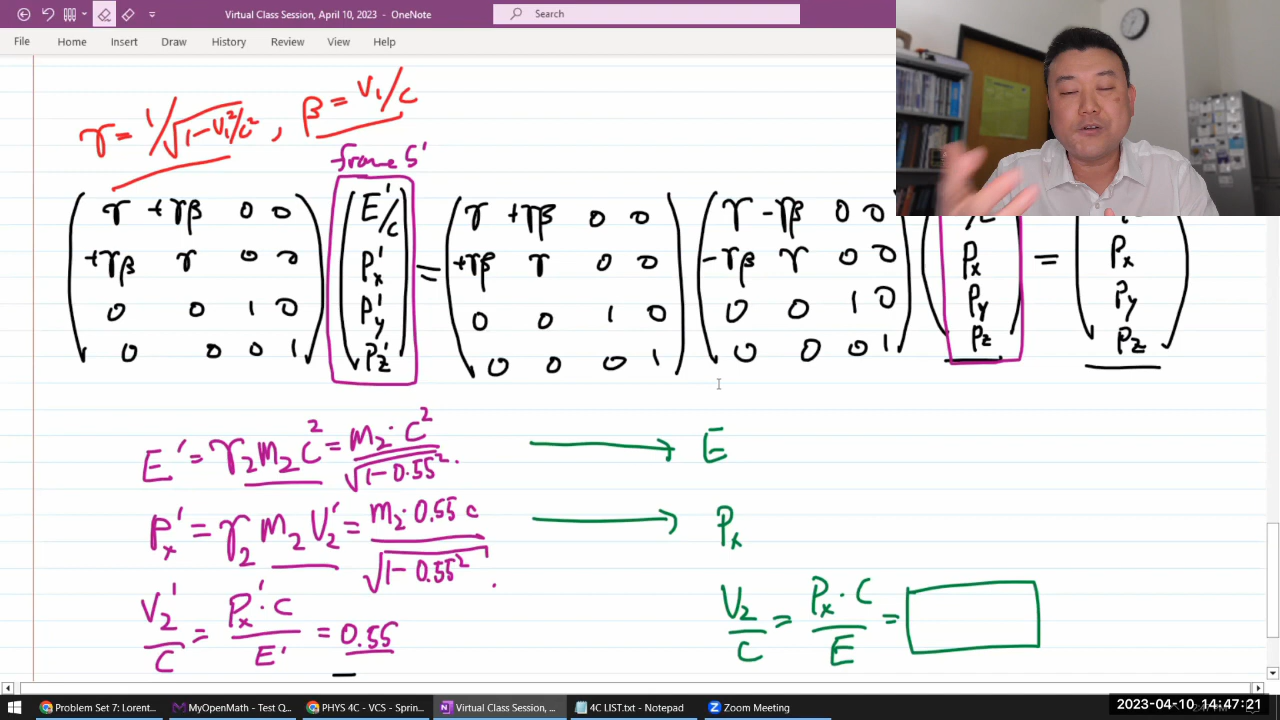 Virtual Class Session, April 10, 2023 - OneNote
Search
File Home Insert Draw History Review View Help
γ = 1/√(1-V₁²/c²) , β = V₁/c
frame S'
γ +γβ 0 0 E'/c γ +γβ 0 0 γ -γβ 0 0
+γβ γ 0 0 P'x = +γβ γ 0 0 -γβ γ 0 0 Px = Px
0 0 1 0 P'y 0 0 1 0 0 0 1 0 Py Py
0 0 0 1 P'z 0 0 0 1 0 0 0 1 Pz Pz
E' = γ₂m₂c² = m₂·c²/√(1-0.55²). → E
P'x = γ₂ m₂ V₂' = m₂·0.55c/√(1-0.55²). → Px
V₂'/c = Px'·c/E' = 0.55 V₂/c = Px·c/E =
Problem Set 7: Lorent... MyOpenMath - Test Q... PHYS 4C - VCS - Sprin... Virtual Class Session, ... 4C LIST.txt - Notepad Zoom Meeting
2023-04-10 14:47:21